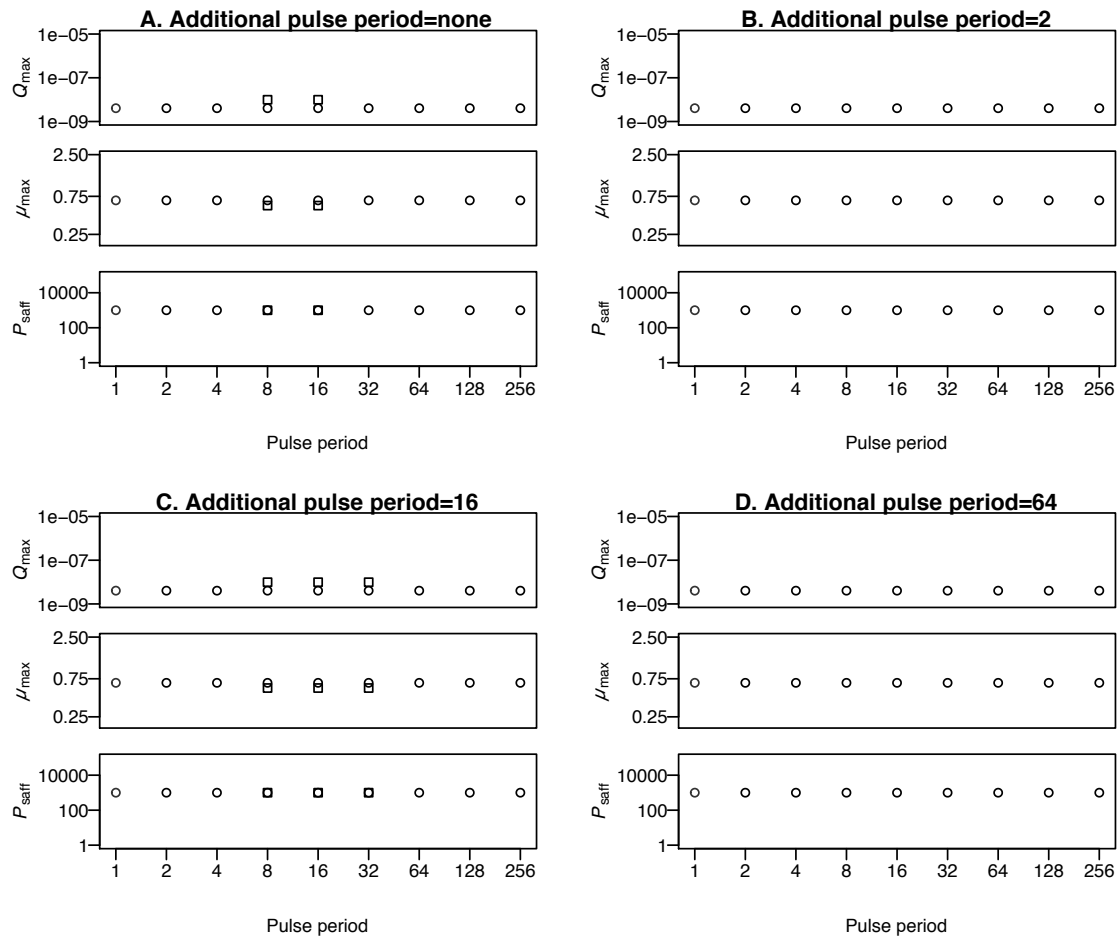 A. Additional pulse period=none
1e-05
1e-07
1e-09
Qmax
2.50
0.75
0.25
μmax
10000
100
1
Psaff
1 2 4 8 16 32 64 128 256
Pulse period
B. Additional pulse period=2
1e-05
1e-07
1e-09
Qmax
2.50
0.75
0.25
μmax
10000
100
1
Psaff
1 2 4 8 16 32 64 128 256
Pulse period
C. Additional pulse period=16
1e-05
1e-07
1e-09
Qmax
2.50
0.75
0.25
μmax
10000
100
1
Psaff
1 2 4 8 16 32 64 128 256
Pulse period
D. Additional pulse period=64
1e-05
1e-07
1e-09
Qmax
2.50
0.75
0.25
μmax
10000
100
1
Psaff
1 2 4 8 16 32 64 128 256
Pulse period